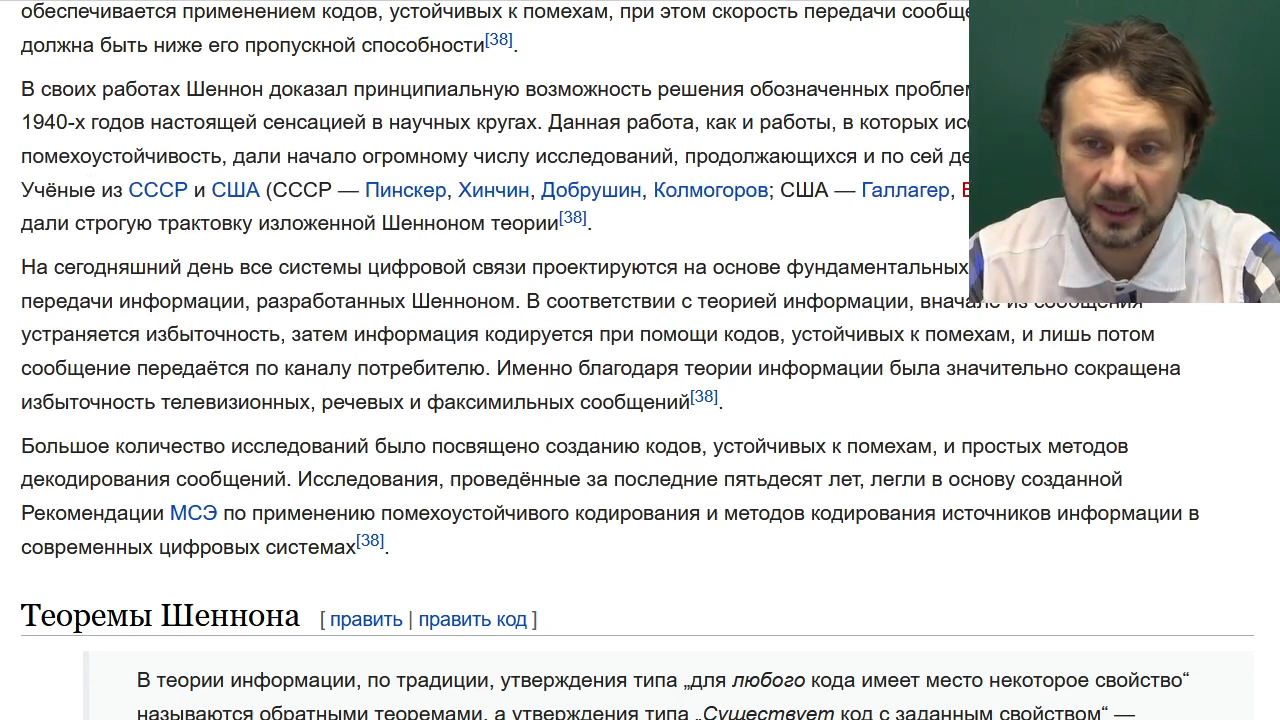 обеспечивается применением кодов, устойчивых к помехам, при этом скорость передачи
должна быть ниже его пропускной способности[38].
В своих работах Шеннон доказал принципиальную возможность решения обозначенных
1940-х годов настоящей сенсацией в научных кругах. Данная работа, как и работы, в которых
помехоустойчивость, дали начало огромному числу исследований, продолжающихся и по сей
Учёные из СССР и США (СССР — Пинскер, Хинчин, Добрушин, Колмогоров; США — Галлагер,
дали строгую трактовку изложенной Шенноном теории[38].
На сегодняшний день все системы цифровой связи проектируются на основе фундаментальных
передачи информации, разработанных Шенноном. В соответствии с теорией информации, вначале из сообщения
устраняется избыточность, затем информация кодируется при помощи кодов, устойчивых к помехам, и лишь потом
сообщение передаётся по каналу потребителю. Именно благодаря теории информации была значительно сокращена
избыточность телевизионных, речевых и факсимильных сообщений[38].
Большое количество исследований было посвящено созданию кодов, устойчивых к помехам, и простых методов
декодирования сообщений. Исследования, проведённые за последние пятьдесят лет, легли в основу созданной
Рекомендации МСЭ по применению помехоустойчивого кодирования и методов кодирования источников информации в
современных цифровых системах[38].
Теоремы Шеннона [ править | править код ]
В теории информации, по традиции, утверждения типа „для любого кода имеет место некоторое свойство“
называются обратными теоремами, а утверждения типа „Существует код с заданным свойством“ —